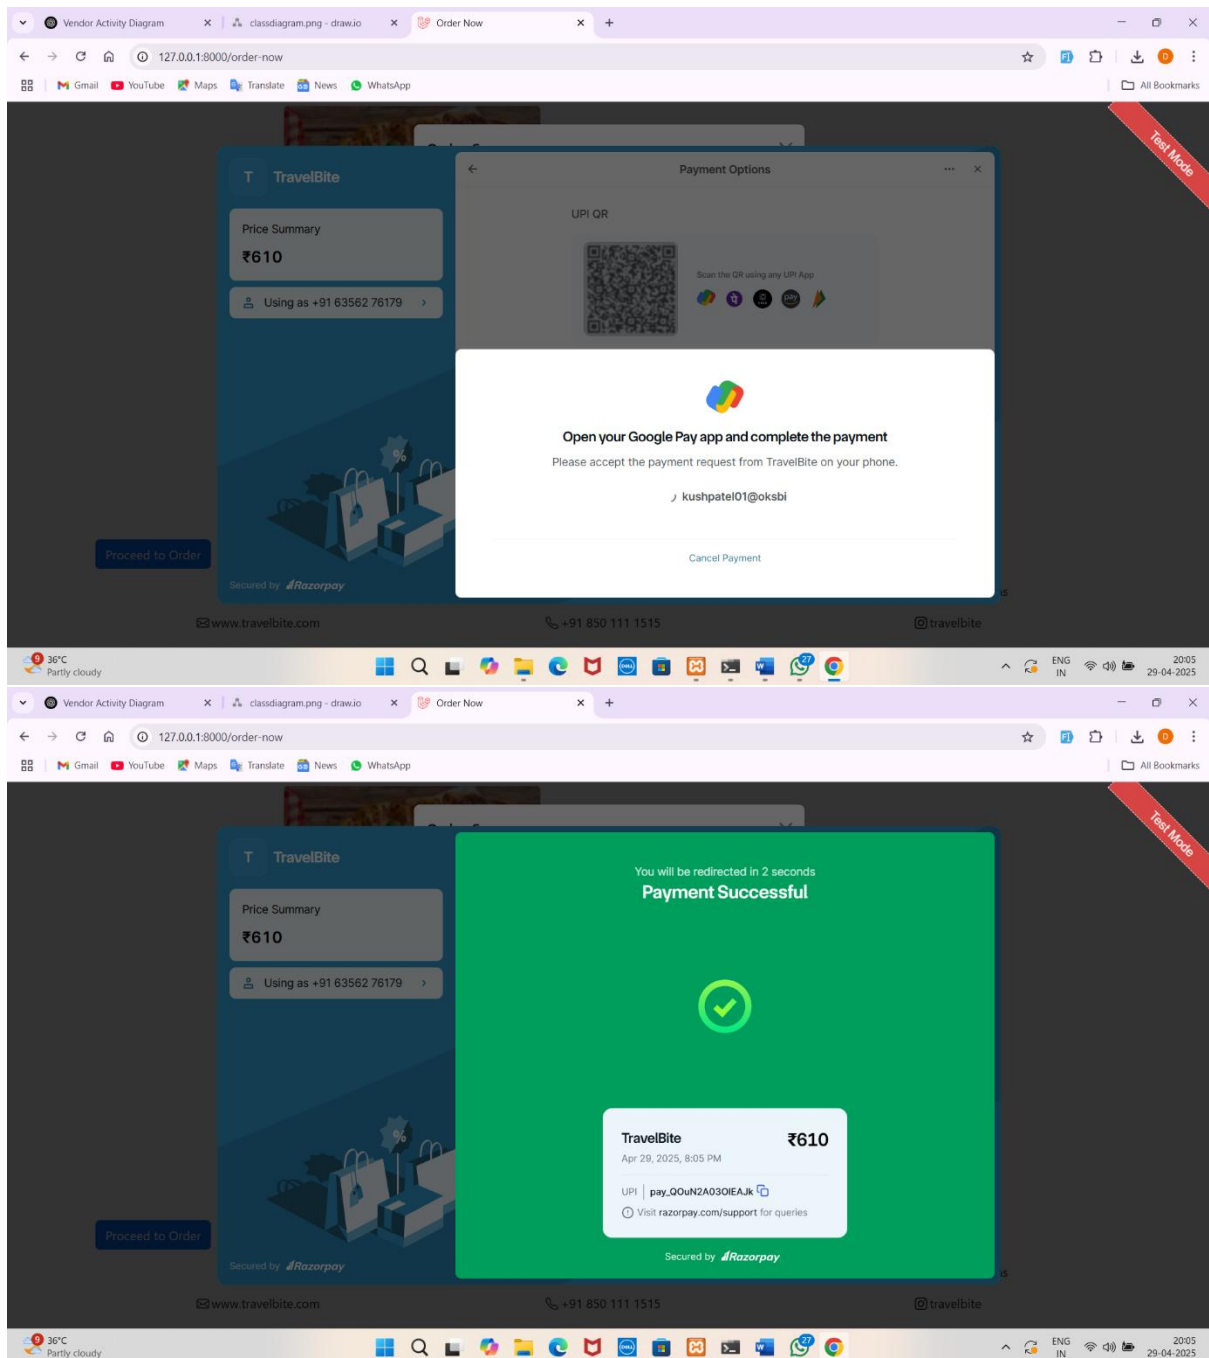 Vendor Activity Diagram
classdiagram.png - draw.io
Order Now
127.0.0.1:8000/order-now
Gmail YouTube Maps Translate News WhatsApp
All Bookmarks
Test Mode
T TravelBite
Payment Options
UPI QR
Price Summary
₹610
Scan the QR using any UPI App
Using as +91 63562 76179
Open your Google Pay app and complete the payment
Please accept the payment request from TravelBite on your phone.
kushpatel01@oksbi
Proceed to Order
Cancel Payment
Secured by Razorpay
www.travelbite.com
+91 850 111 1515
travelbite
9
36°C
Partly cloudy
27
ENG
IN
20:05
29-04-2025
Vendor Activity Diagram
classdiagram.png - draw.io
Order Now
127.0.0.1:8000/order-now
Gmail YouTube Maps Translate News WhatsApp
All Bookmarks
Test Mode
T TravelBite
You will be redirected in 2 seconds
Payment Successful
Price Summary
₹610
Using as +91 63562 76179
TravelBite ₹610
Apr 29, 2025, 8:05 PM
UPI pay_QOuN2A03OIEAJk
Visit razorpay.com/support for queries
Proceed to Order
Secured by Razorpay
Secured by Razorpay
www.travelbite.com
+91 850 111 1515
travelbite
9
36°C
Partly cloudy
27
ENG
IN
20:05
29-04-2025